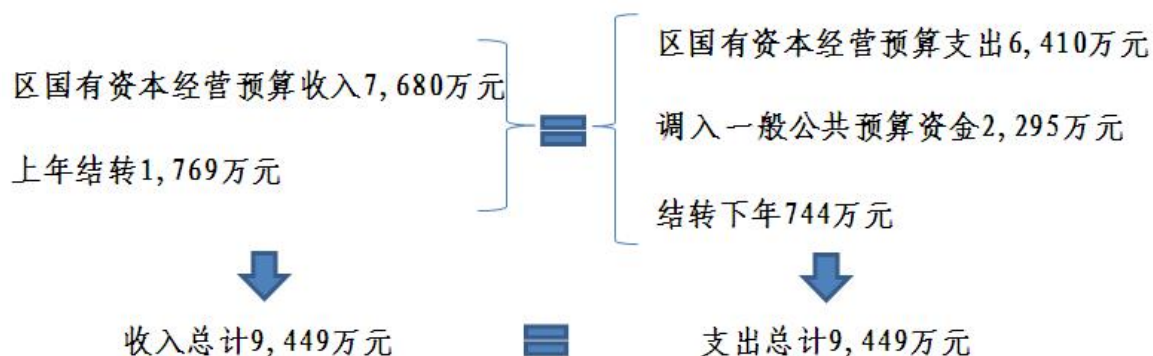 区国有资本经营预算收入7,680万元
上年结转1,769万元
区国有资本经营预算支出6,410万元
调入一般公共预算资金2,295万元
结转下年744万元
收入总计9,449万元
支出总计9,449万元